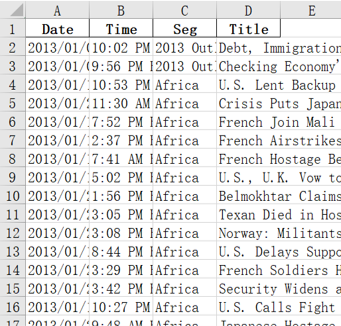 A B C D E
1 Date Time Seg Title
2 2013/01/ 10:02 PM 2013 Out Debt, Immigration
3 2013/01/ 9:56 PM 2013 Out Checking Economy'
4 2013/01/ 10:53 PM Africa U.S. Lent Backup
5 2013/01/ 11:30 AM Africa Crisis Puts Japan
6 2013/01/ 7:52 PM Africa French Join Mali
7 2013/01/ 2:37 PM Africa French Airstrikes
8 2013/01/ 7:41 AM Africa French Hostage Be
9 2013/01/ 5:02 PM Africa U.S., U.K. Vow to
10 2013/01/ 1:56 PM Africa Belmokhtar Claims
11 2013/01/ 3:05 PM Africa Texan Died in Hos
12 2013/01/ 3:08 PM Africa Norway: Militants
13 2013/01/ 8:44 PM Africa U.S. Delays Suppo
14 2013/01/ 3:29 PM Africa French Soldiers H
15 2013/01/ 3:42 PM Africa Security Widens a
16 2013/01/ 10:27 PM Africa U.S. Calls Fight
17 2013/01/ 9:48 AM Africa Japanese Hostage